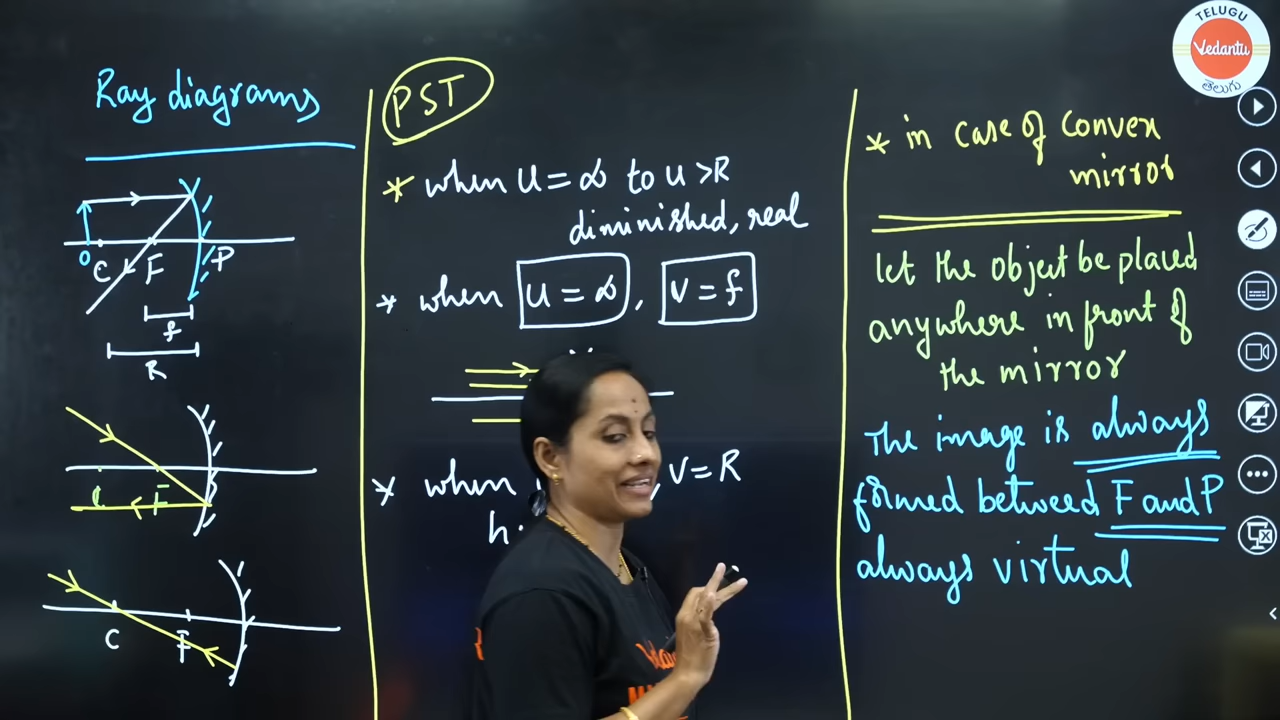 TELUGU
Vedantu
తెలుగు
Ray diagrams
O
C
F
P
f
R
C
F
C
F
PST
* when u = ∞ to u > R
diminished, real
* when u = ∞, v = f
* when
v = R
h
* in case of convex
mirror
let the object be placed
anywhere in front of
the mirror
The image is always
formed between F and P
always virtual